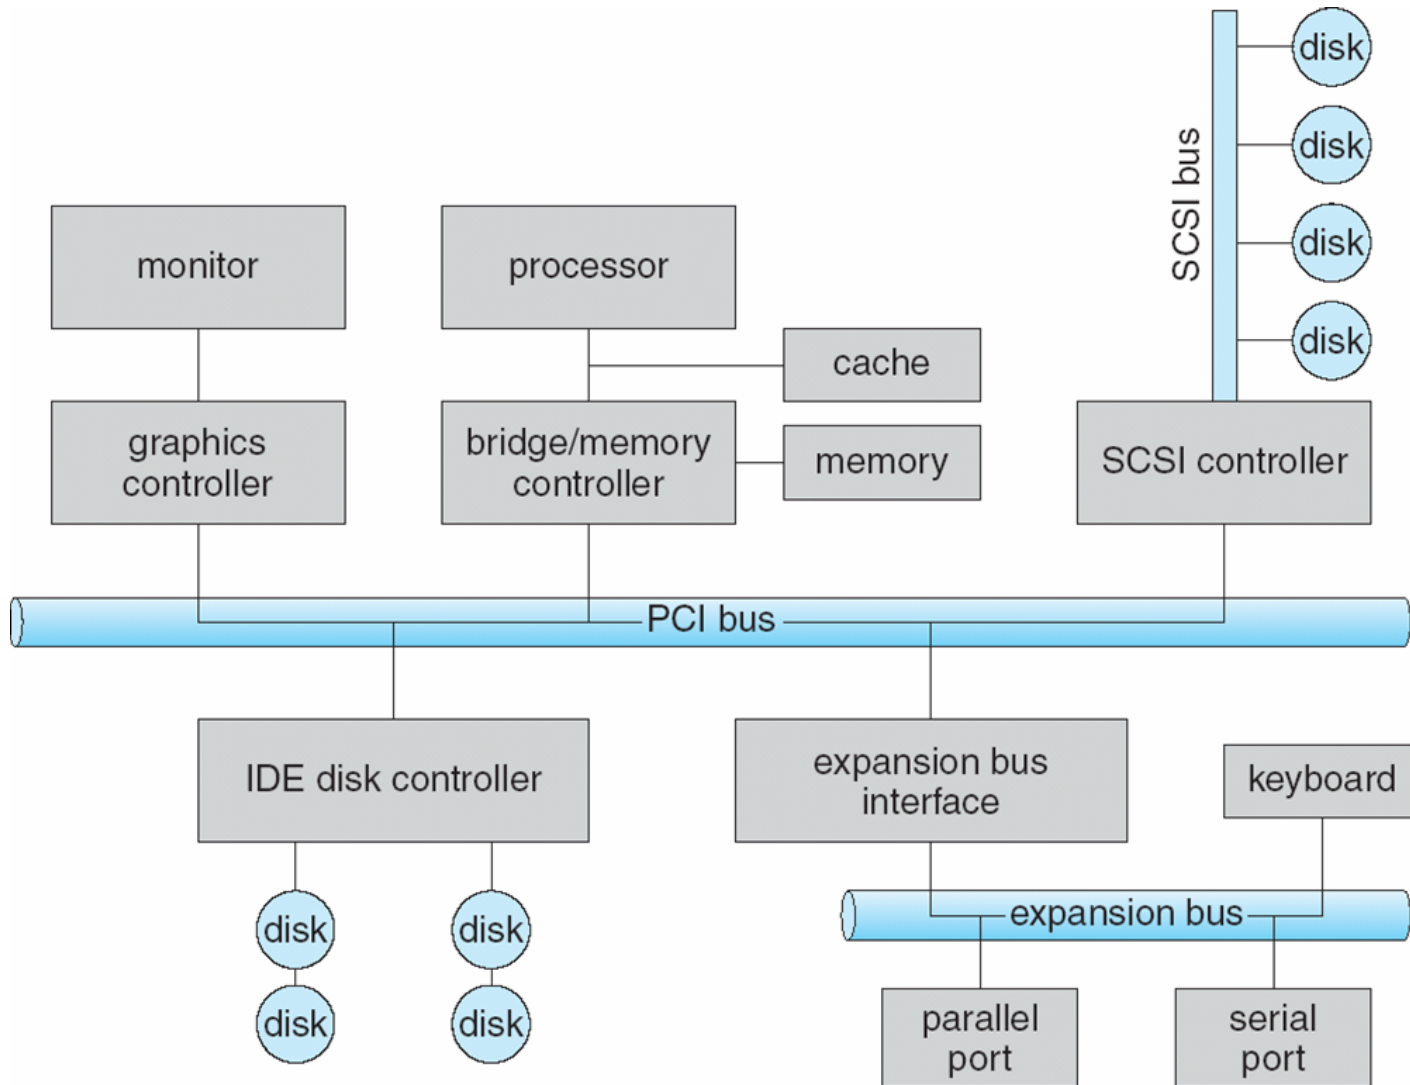 disk
disk
SCSI bus
disk
disk
monitor
processor
cache
graphics
controller
bridge/memory
controller
memory
SCSI controller
PCI bus
IDE disk controller
expansion bus
interface
keyboard
disk
disk
expansion bus
disk
disk
parallel
port
serial
port